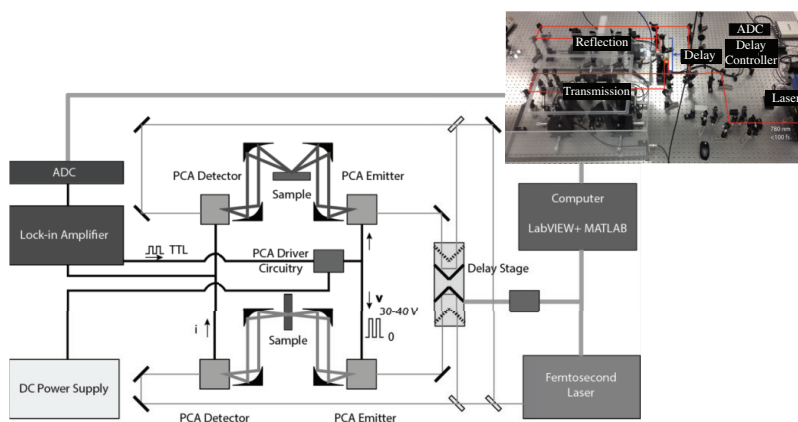 ADC
Reflection
Delay
Delay
Controller
Transmission
Laser
780 nm
<100 fs
ADC
PCA Detector
PCA Emitter
Sample
Computer
LabVIEW+ MATLAB
Lock-in Amplifier
TTL
PCA Driver
Circuitry
Delay Stage
v
30-40 V
0
i
Sample
DC Power Supply
Femtosecond
Laser
PCA Detector
PCA Emitter